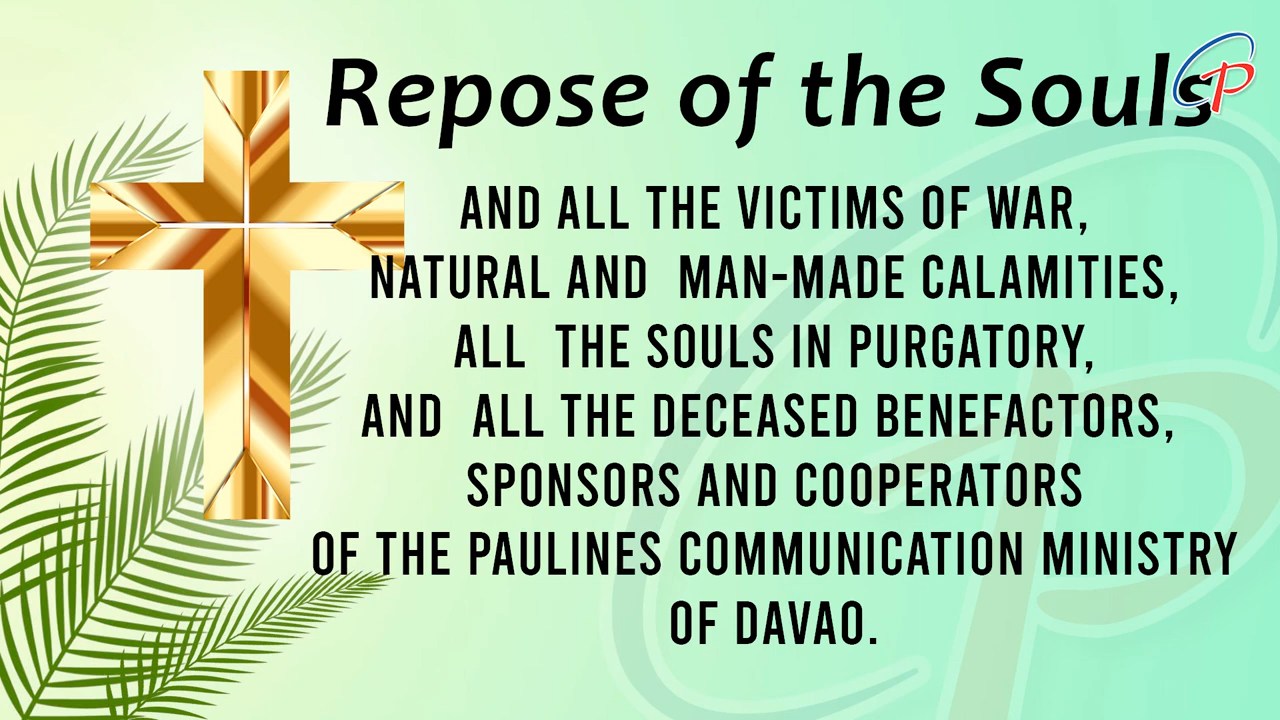 Repose of the Souls
AND ALL THE VICTIMS OF WAR,
NATURAL AND MAN-MADE CALAMITIES,
ALL THE SOULS IN PURGATORY,
AND ALL THE DECEASED BENEFACTORS,
SPONSORS AND COOPERATORS
OF THE PAULINES COMMUNICATION MINISTRY
OF DAVAO.